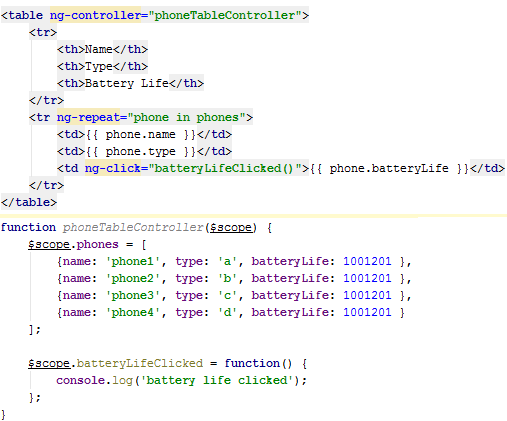 <table ng-controller="phoneTableController">
    <tr>
        <th>Name</th>
        <th>Type</th>
        <th>Battery Life</th>
    </tr>
    <tr ng-repeat="phone in phones">
        <td>{{ phone.name }}</td>
        <td>{{ phone.type }}</td>
        <td ng-click="batteryLifeClicked()">{{ phone.batteryLife }}</td>
    </tr>
</table>
function phoneTableController($scope) {
    $scope.phones = [
        {name: 'phone1', type: 'a', batteryLife: 1001201 },
        {name: 'phone2', type: 'b', batteryLife: 1001201 },
        {name: 'phone3', type: 'c', batteryLife: 1001201 },
        {name: 'phone4', type: 'd', batteryLife: 1001201 }
    ];
    $scope.batteryLifeClicked = function() {
        console.log('battery life clicked');
    };
}